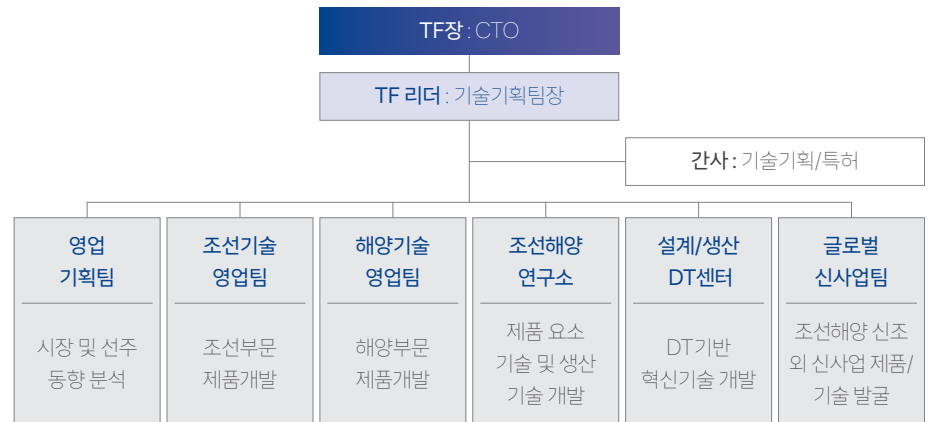 TF장 : CTO
TF 리더 : 기술기획팀장
간사 : 기술기획/특허
영업
기획팀
시장 및 선주
동향 분석
조선기술
영업팀
조선부문
제품개발
해양기술
영업팀
해양부문
제품개발
조선해양
연구소
제품 요소
기술 및 생산
기술 개발
설계/생산
DT센터
DT기반
혁신기술 개발
글로벌
신사업팀
조선해양 신조
외 신사업 제품/
기술 발굴